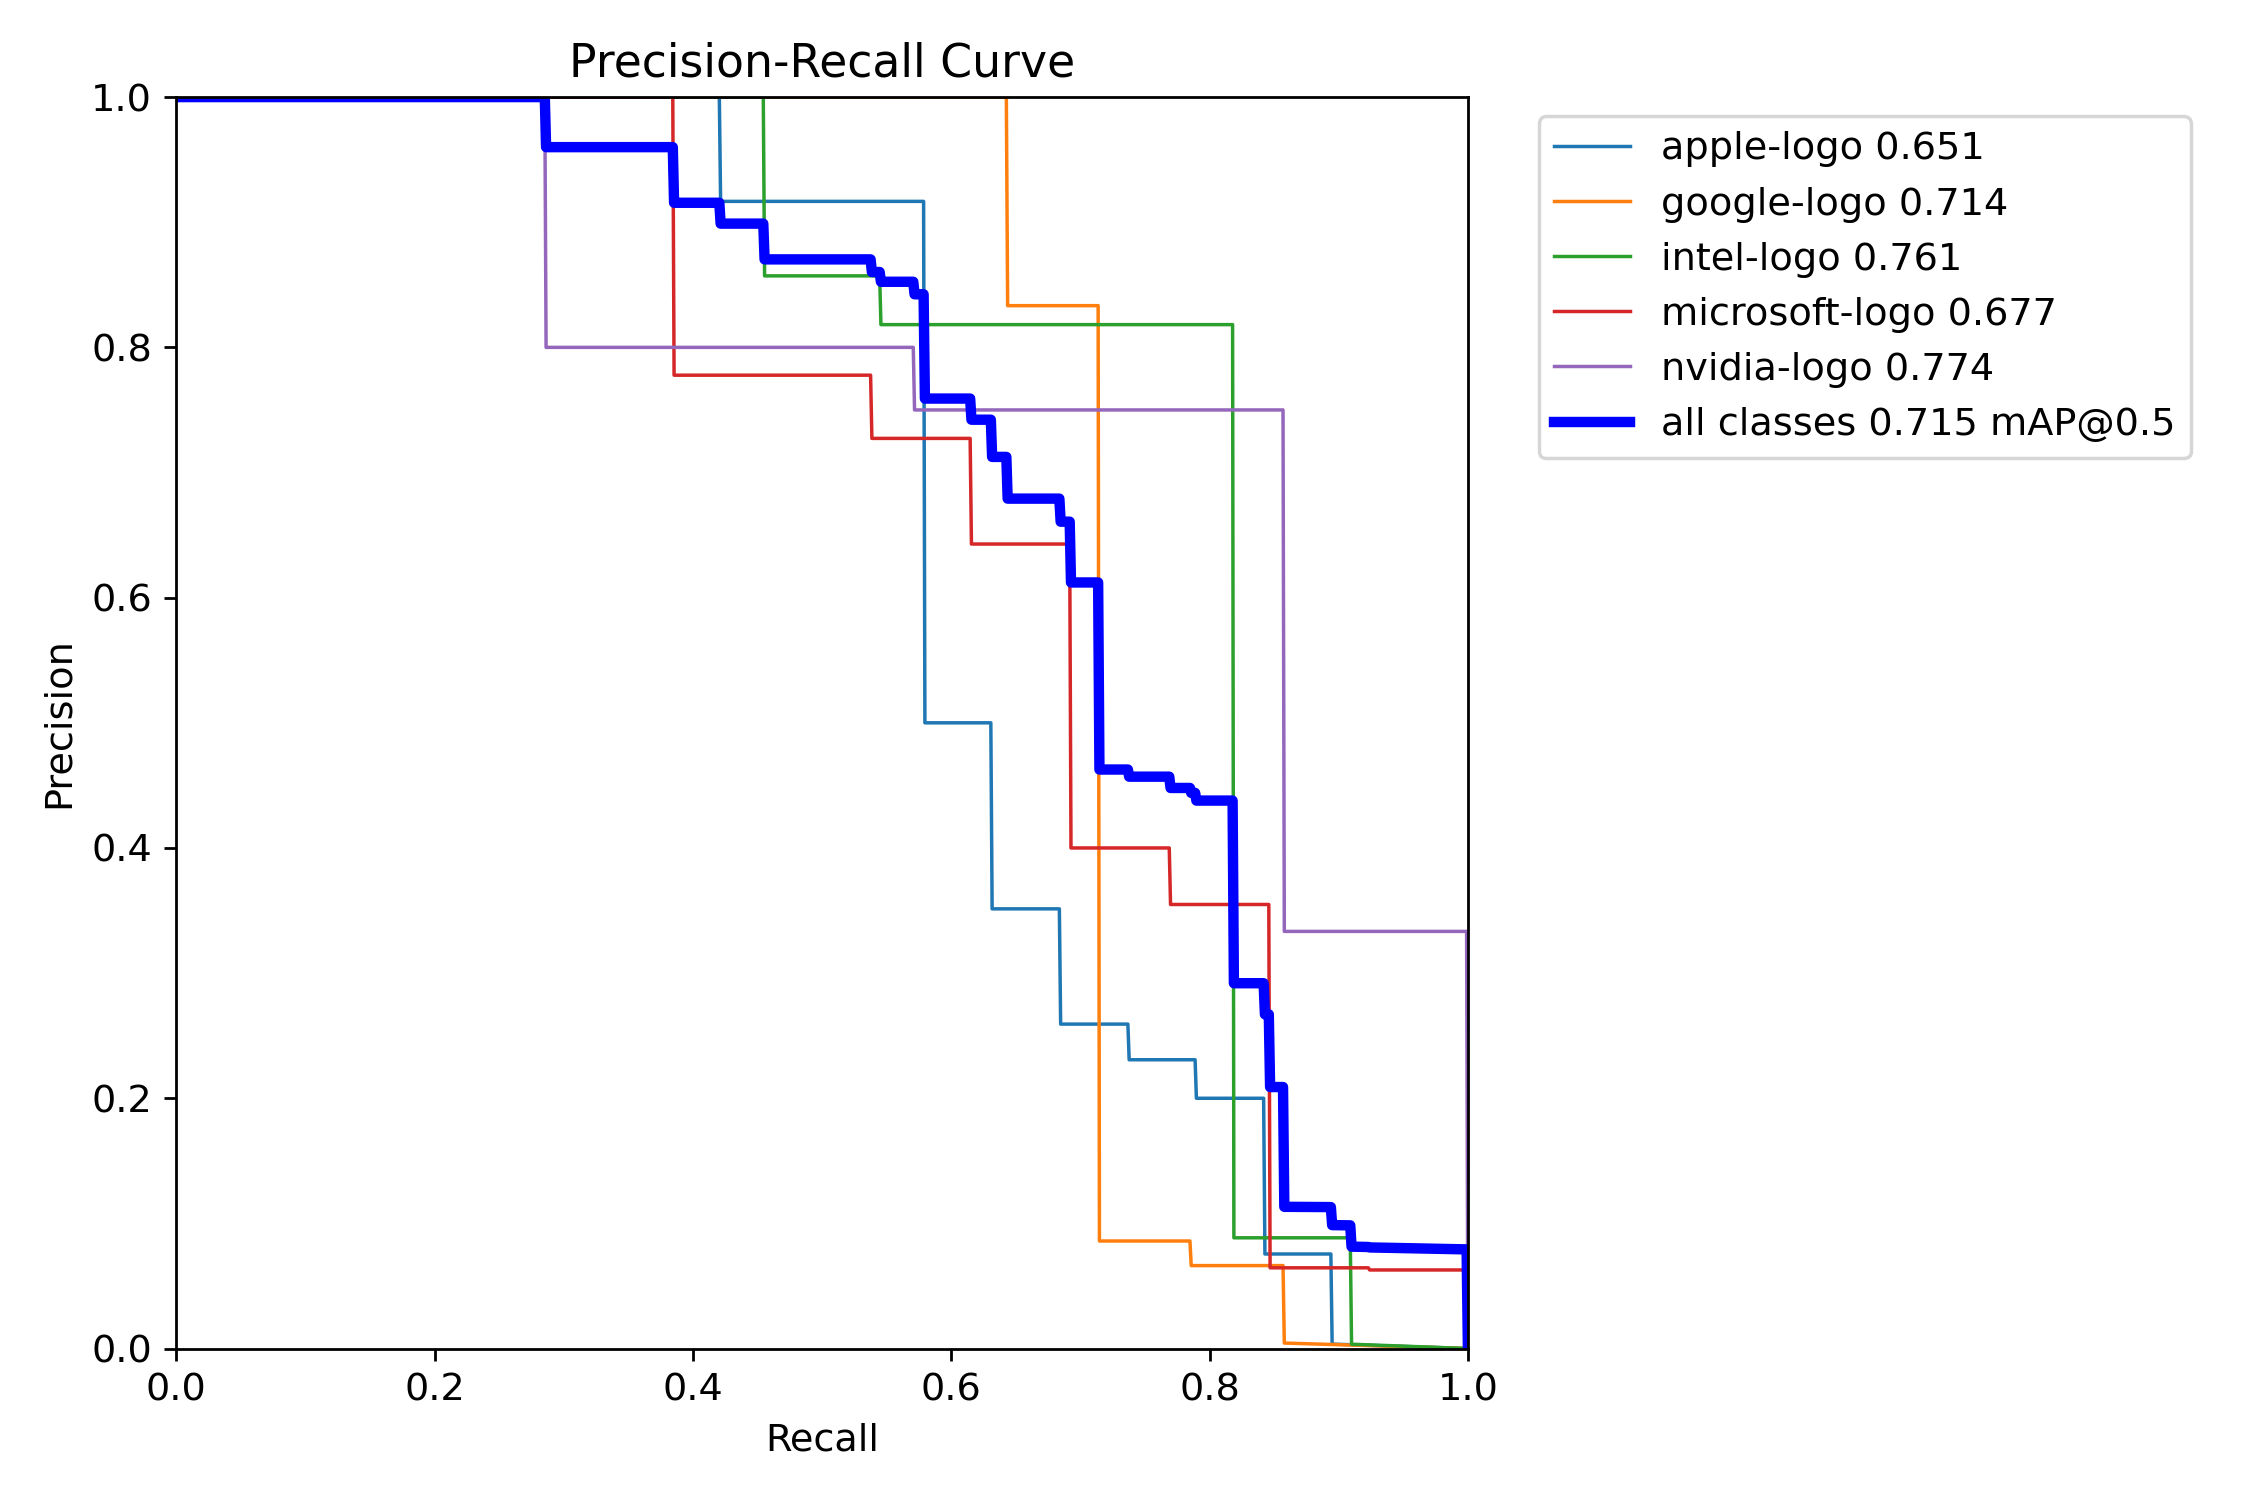 Precision-Recall Curve
1.0
0.8
0.6
0.4
0.2
0.0
Precision
0.0 0.2 0.4 0.6 0.8 1.0
Recall
apple-logo 0.651
google-logo 0.714
intel-logo 0.761
microsoft-logo 0.677
nvidia-logo 0.774
all classes 0.715 mAP@0.5